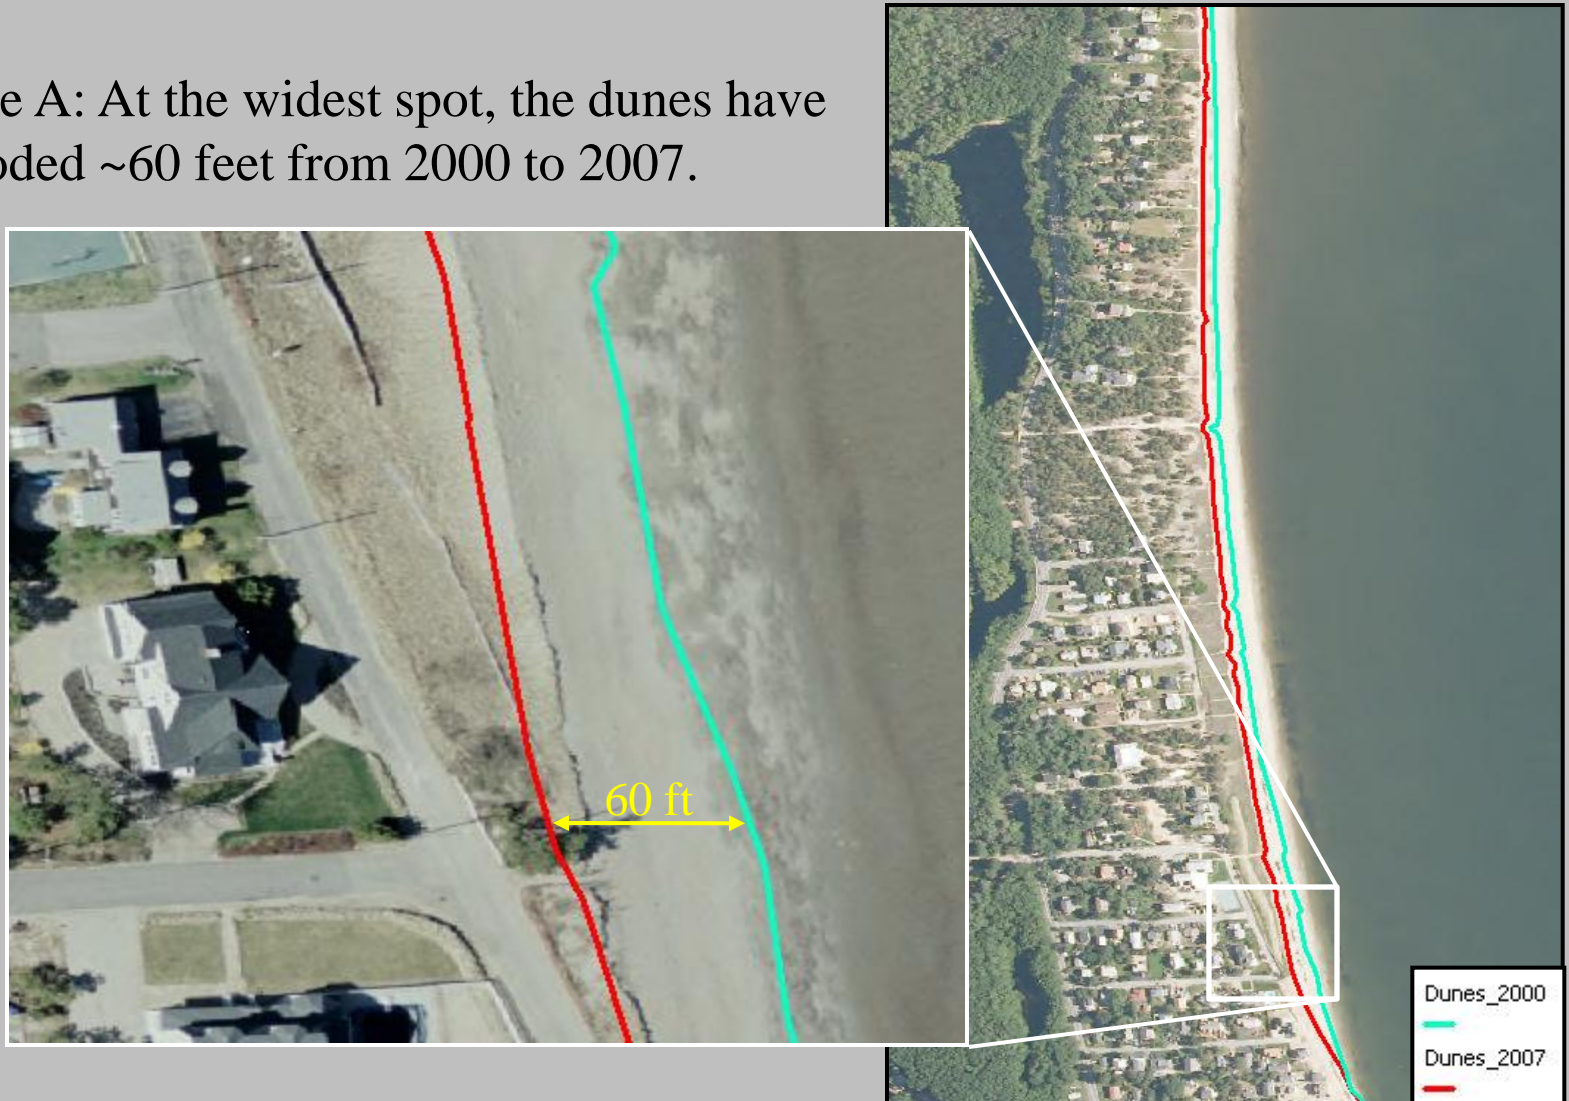 e A: At the widest spot, the dunes have
oded ~60 feet from 2000 to 2007.
60 ft
Dunes_2000
Dunes_2007